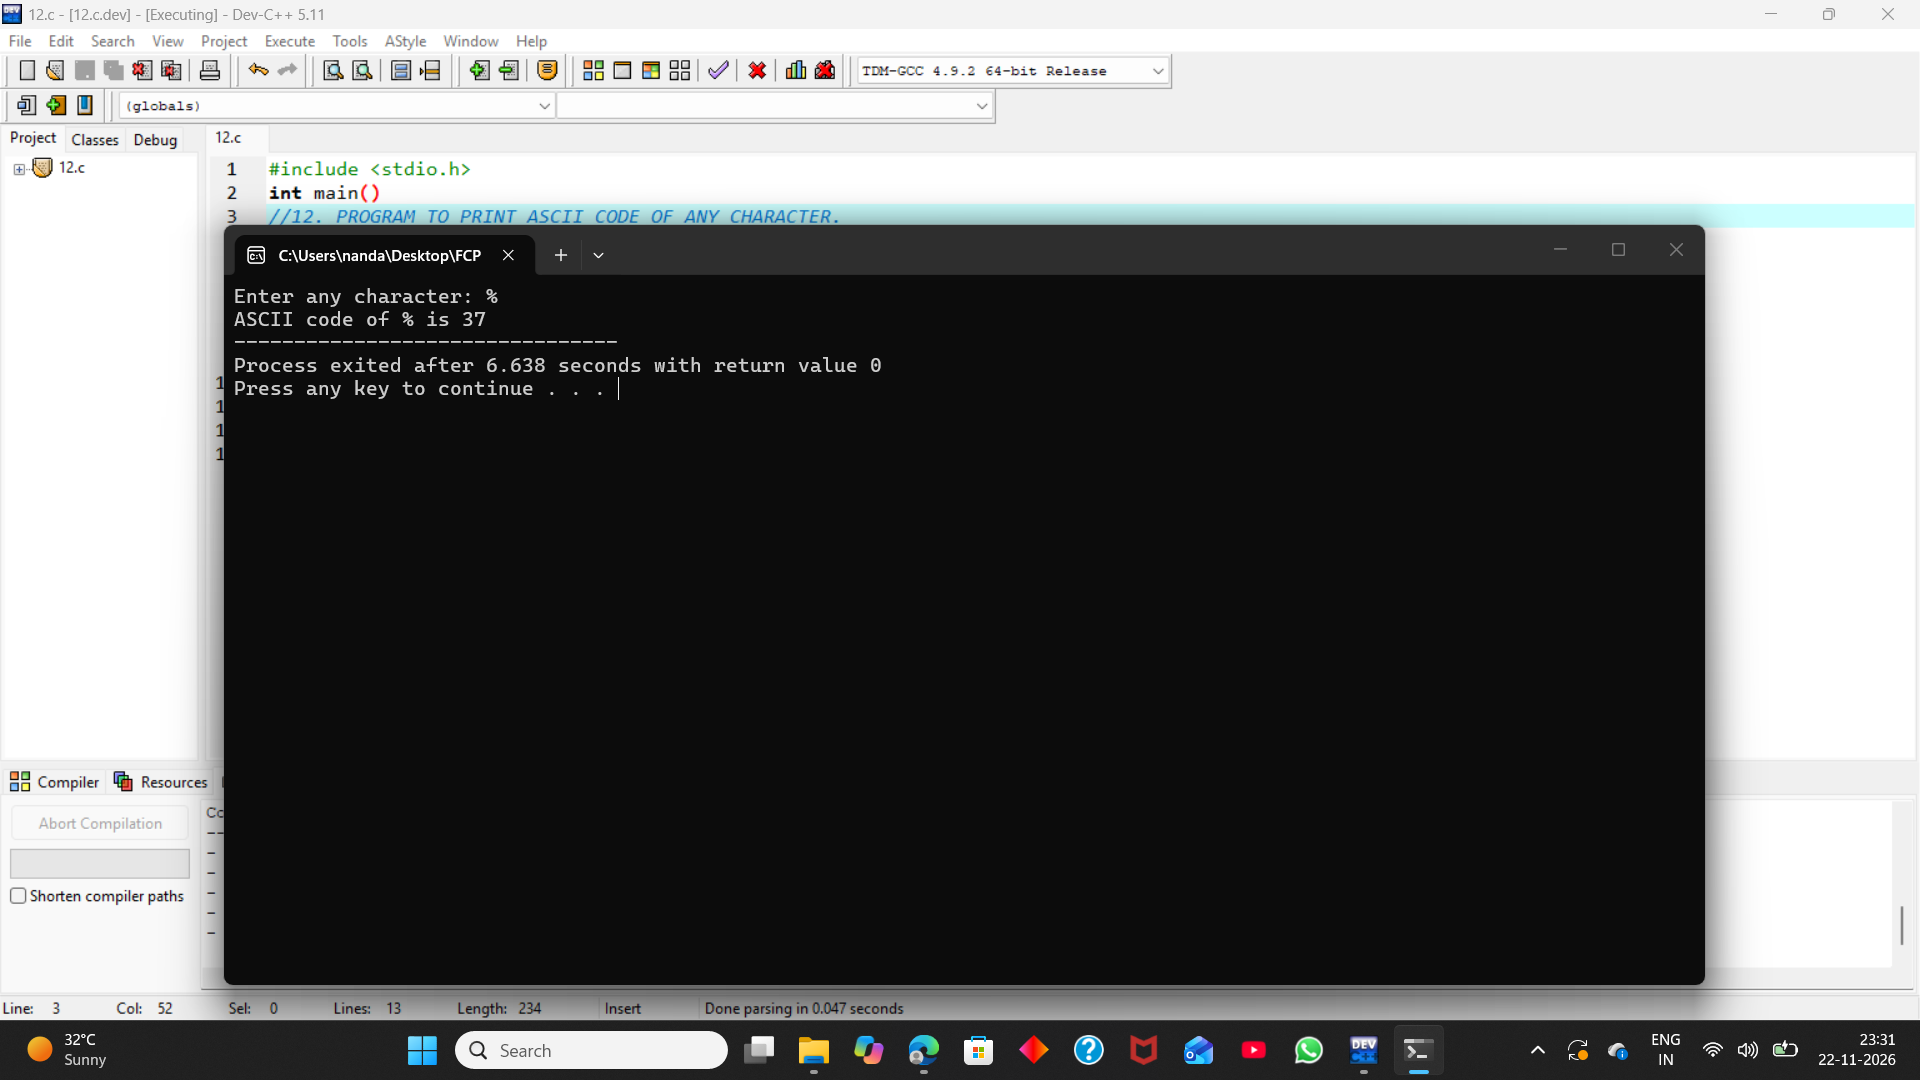 12.c - [12.c.dev] - [Executing] - Dev-C++ 5.11
File Edit Search View Project Execute Tools AStyle Window Help
TDM-GCC 4.9.2 64-bit Release
(globals)
Project Classes Debug 12.c
12.c
1 #include <stdio.h>
2 int main()
3 //12. PROGRAM TO PRINT ASCII CODE OF ANY CHARACTER.
C:\Users\nanda\Desktop\FCP
Enter any character: %
ASCII code of % is 37
--------------------------------
Process exited after 6.638 seconds with return value 0
Press any key to continue . . .
1
1
1
1
Compiler Resources
Abort Compilation
Shorten compiler paths
Line: 3 Col: 52 Sel: 0 Lines: 13 Length: 234 Insert Done parsing in 0.047 seconds
32°C
Sunny
Search
DEV
ENG
IN
23:31
22-11-2026